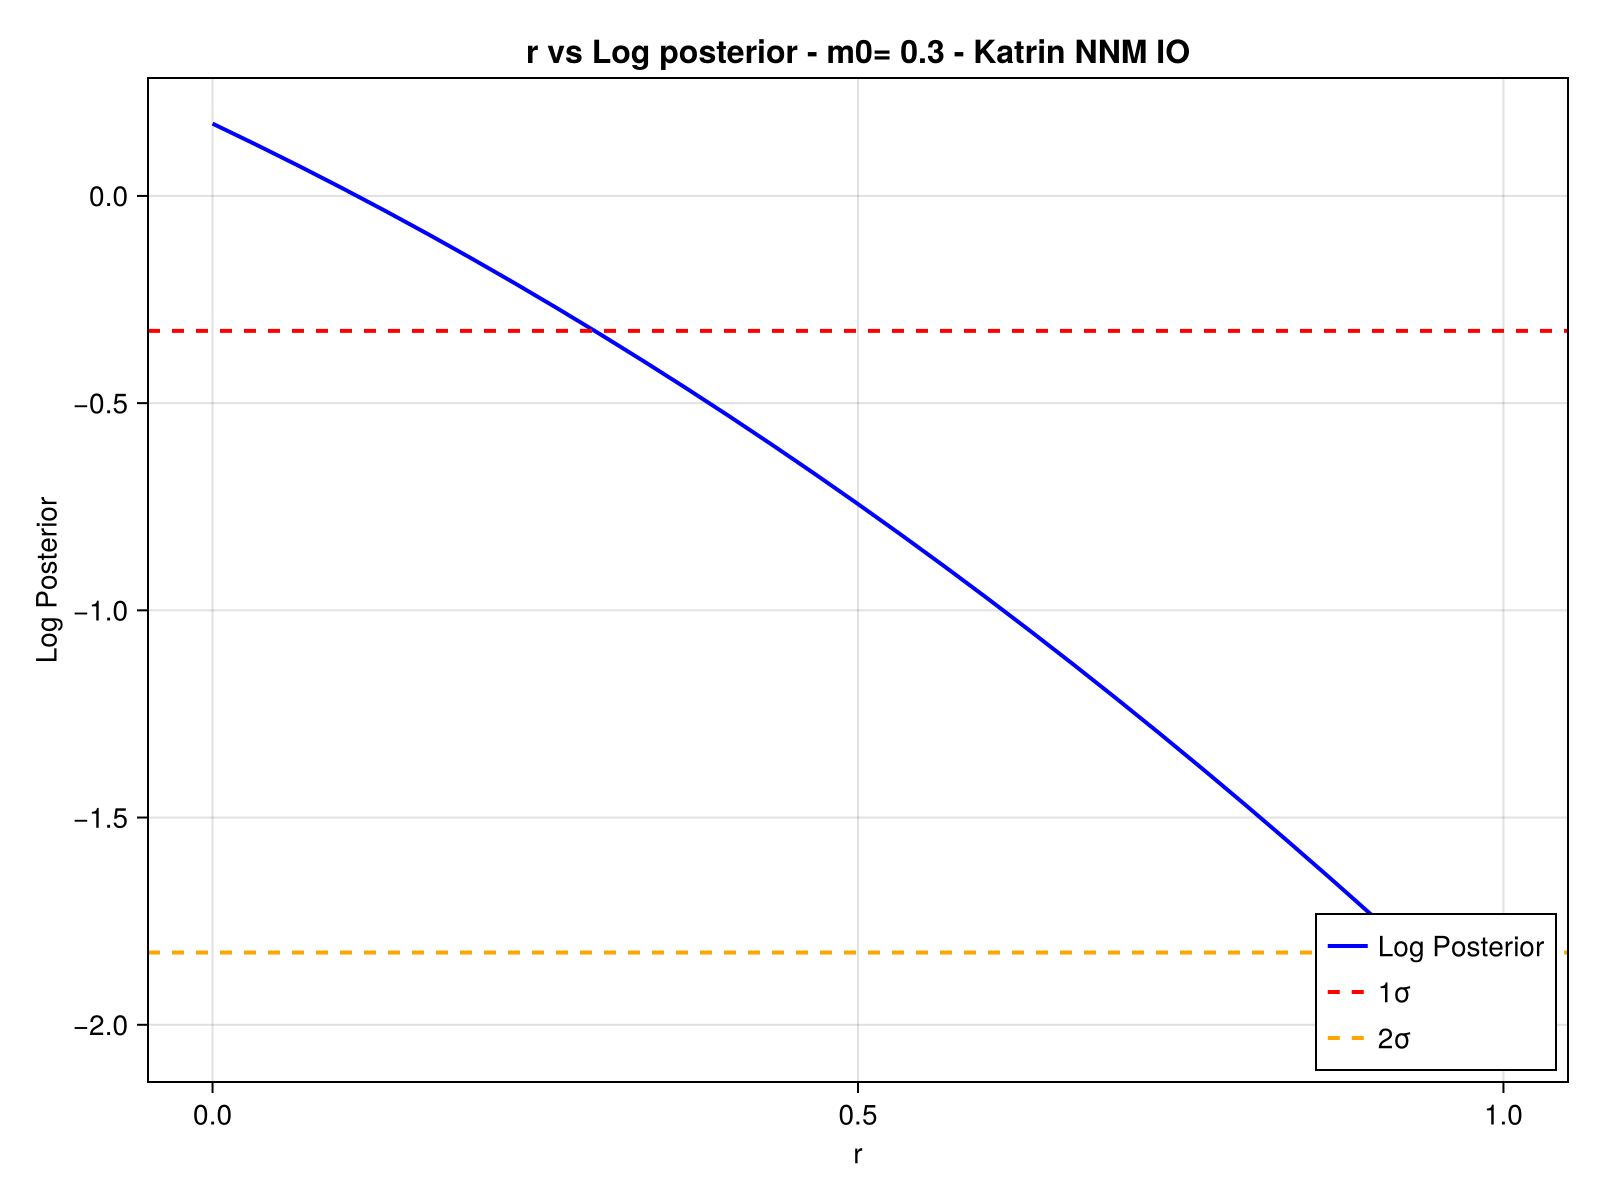 r vs Log posterior - m0= 0.3 - Katrin NNM IO
Log Posterior
0.0
−0.5
−1.0
−1.5
−2.0
Log Posterior
1σ
2σ
0.0 0.5 1.0
r